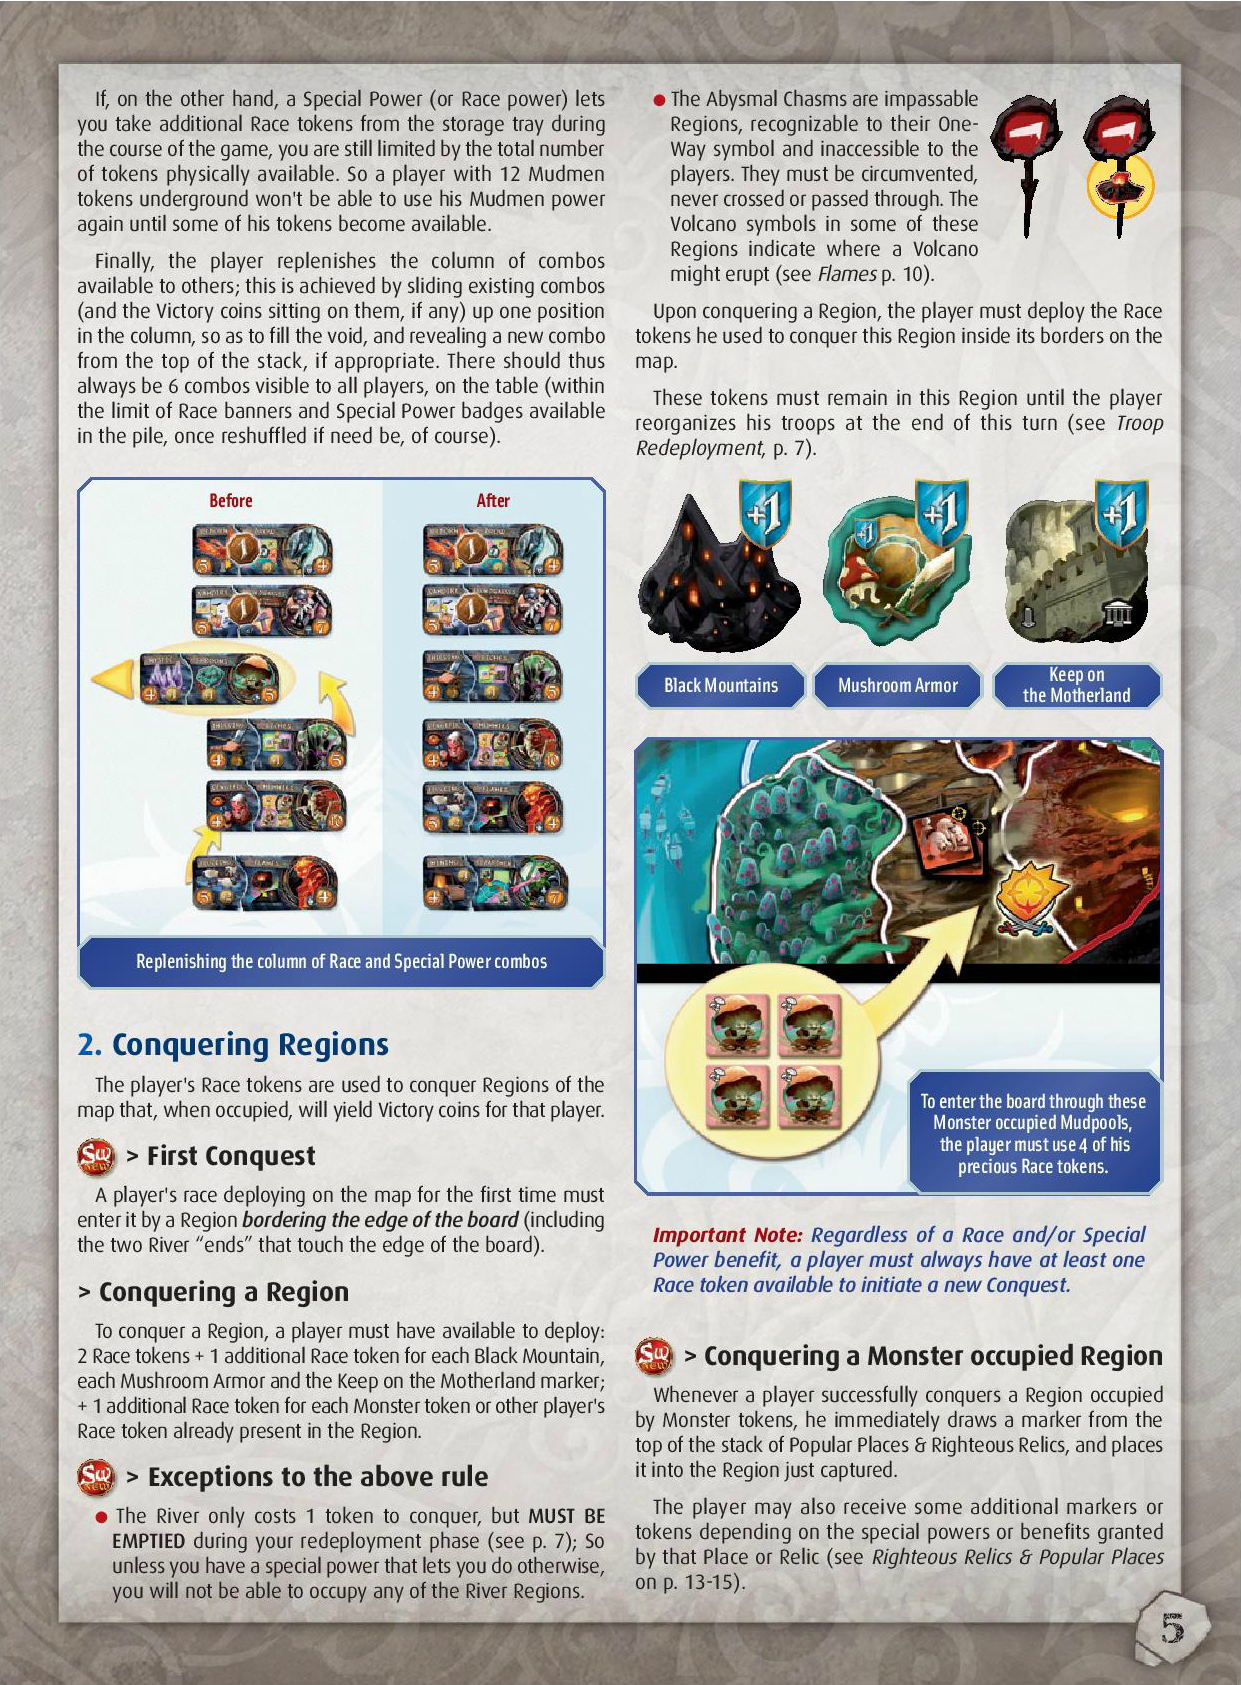 If, on the other hand, a Special Power (or Race power) lets
you take additional Race tokens from the storage tray during
the course of the game, you are still limited by the total number
of tokens physically available. So a player with 12 Mudmen
tokens underground won't be able to use his Mudmen power
again until some of his tokens become available.
Finally, the player replenishes the column of combos
available to others; this is achieved by sliding existing combos
(and the Victory coins sitting on them, if any) up one position
in the column, so as to fill the void, and revealing a new combo
from the top of the stack, if appropriate. There should thus
always be 6 combos visible to all players, on the table (within
the limit of Race banners and Special Power badges available
in the pile, once reshuffled if need be, of course).
Before
After
Replenishing the column of Race and Special Power combos
2. Conquering Regions
The player's Race tokens are used to conquer Regions of the
map that, when occupied, will yield Victory coins for that player.
> First Conquest
A player's race deploying on the map for the first time must
enter it by a Region bordering the edge of the board (including
the two River “ends” that touch the edge of the board).
> Conquering a Region
To conquer a Region, a player must have available to deploy:
2 Race tokens + 1 additional Race token for each Black Mountain,
each Mushroom Armor and the Keep on the Motherland marker;
+ 1 additional Race token for each Monster token or other player's
Race token already present in the Region.
> Exceptions to the above rule
● The River only costs 1 token to conquer, but MUST BE
EMPTIED during your redeployment phase (see p. 7); So
unless you have a special power that lets you do otherwise,
you will not be able to occupy any of the River Regions.
● The Abysmal Chasms are impassable
Regions, recognizable to their One-
Way symbol and inaccessible to the
players. They must be circumvented,
never crossed or passed through. The
Volcano symbols in some of these
Regions indicate where a Volcano
might erupt (see Flames p. 10).
Upon conquering a Region, the player must deploy the Race
tokens he used to conquer this Region inside its borders on the
map.
These tokens must remain in this Region until the player
reorganizes his troops at the end of this turn (see Troop
Redeployment, p. 7).
+1
+1
+1
Black Mountains
Mushroom Armor
Keep on
the Motherland
To enter the board through these
Monster occupied Mudpools,
the player must use 4 of his
precious Race tokens.
Important Note: Regardless of a Race and/or Special
Power benefit, a player must always have at least one
Race token available to initiate a new Conquest.
> Conquering a Monster occupied Region
Whenever a player successfully conquers a Region occupied
by Monster tokens, he immediately draws a marker from the
top of the stack of Popular Places & Righteous Relics, and places
it into the Region just captured.
The player may also receive some additional markers or
tokens depending on the special powers or benefits granted
by that Place or Relic (see Righteous Relics & Popular Places
on p. 13-15).
5